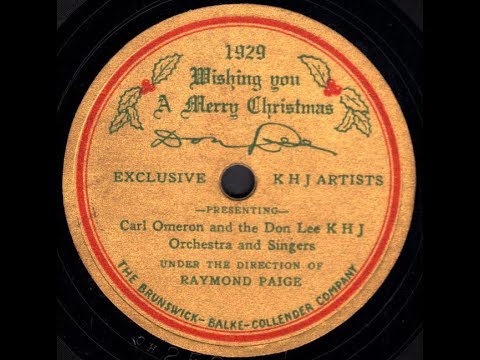 1929
Wishing you
A Merry Christmas
Don Lee
EXCLUSIVE KHJ ARTISTS
—PRESENTING—
Carl Omeron and the Don Lee KHJ
Orchestra and Singers
UNDER THE DIRECTION OF
RAYMOND PAIGE
THE BRUNSWICK-BALKE-COLLENDER COMPANY